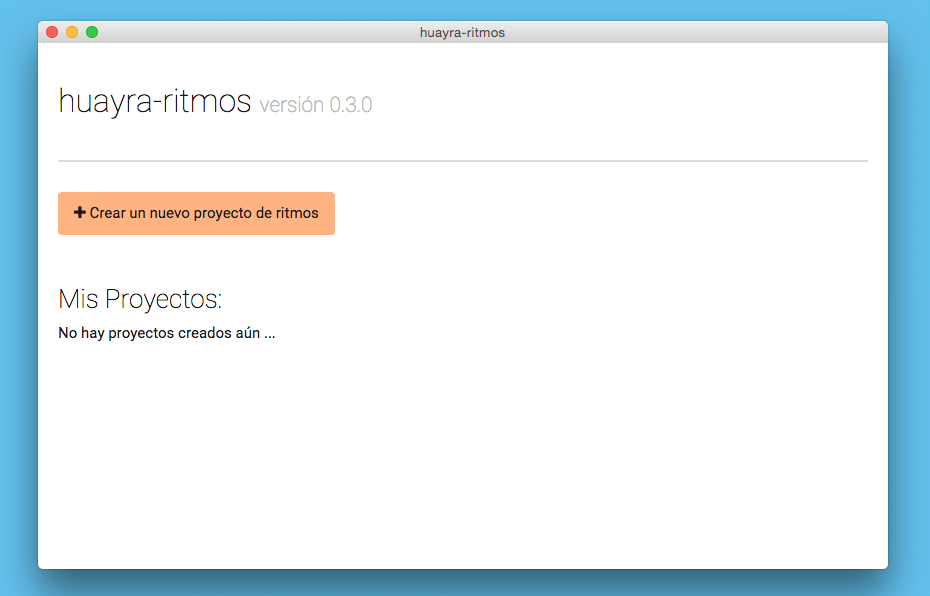 huayra-ritmos
huayra-ritmos versión 0.3.0
Crear un nuevo proyecto de ritmos
Mis Proyectos:
No hay proyectos creados aún ...